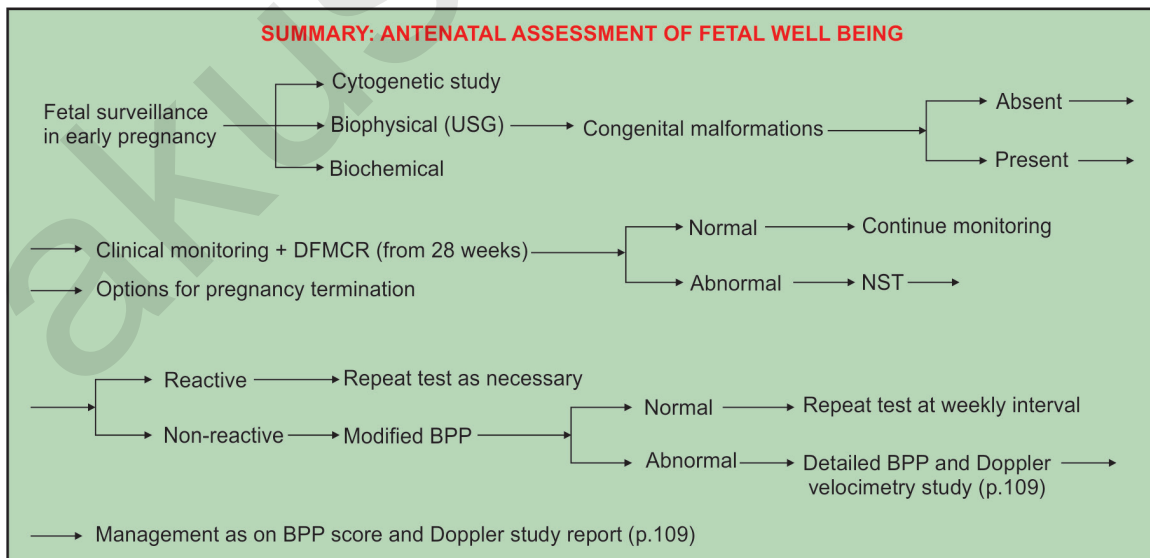 SUMMARY: ANTENATAL ASSESSMENT OF FETAL WELL BEING
Cytogenetic study
Fetal surveillance
in early pregnancy
Biophysical (USG)
Congenital malformations
Absent
Present
Biochemical
Clinical monitoring + DFMCR (from 28 weeks)
Normal
Continue monitoring
Options for pregnancy termination
Abnormal
NST
Reactive
Repeat test as necessary
Non-reactive
Modified BPP
Normal
Repeat test at weekly interval
Abnormal
Detailed BPP and Doppler
velocimetry study (p.109)
Management as on BPP score and Doppler study report (p.109)
akus